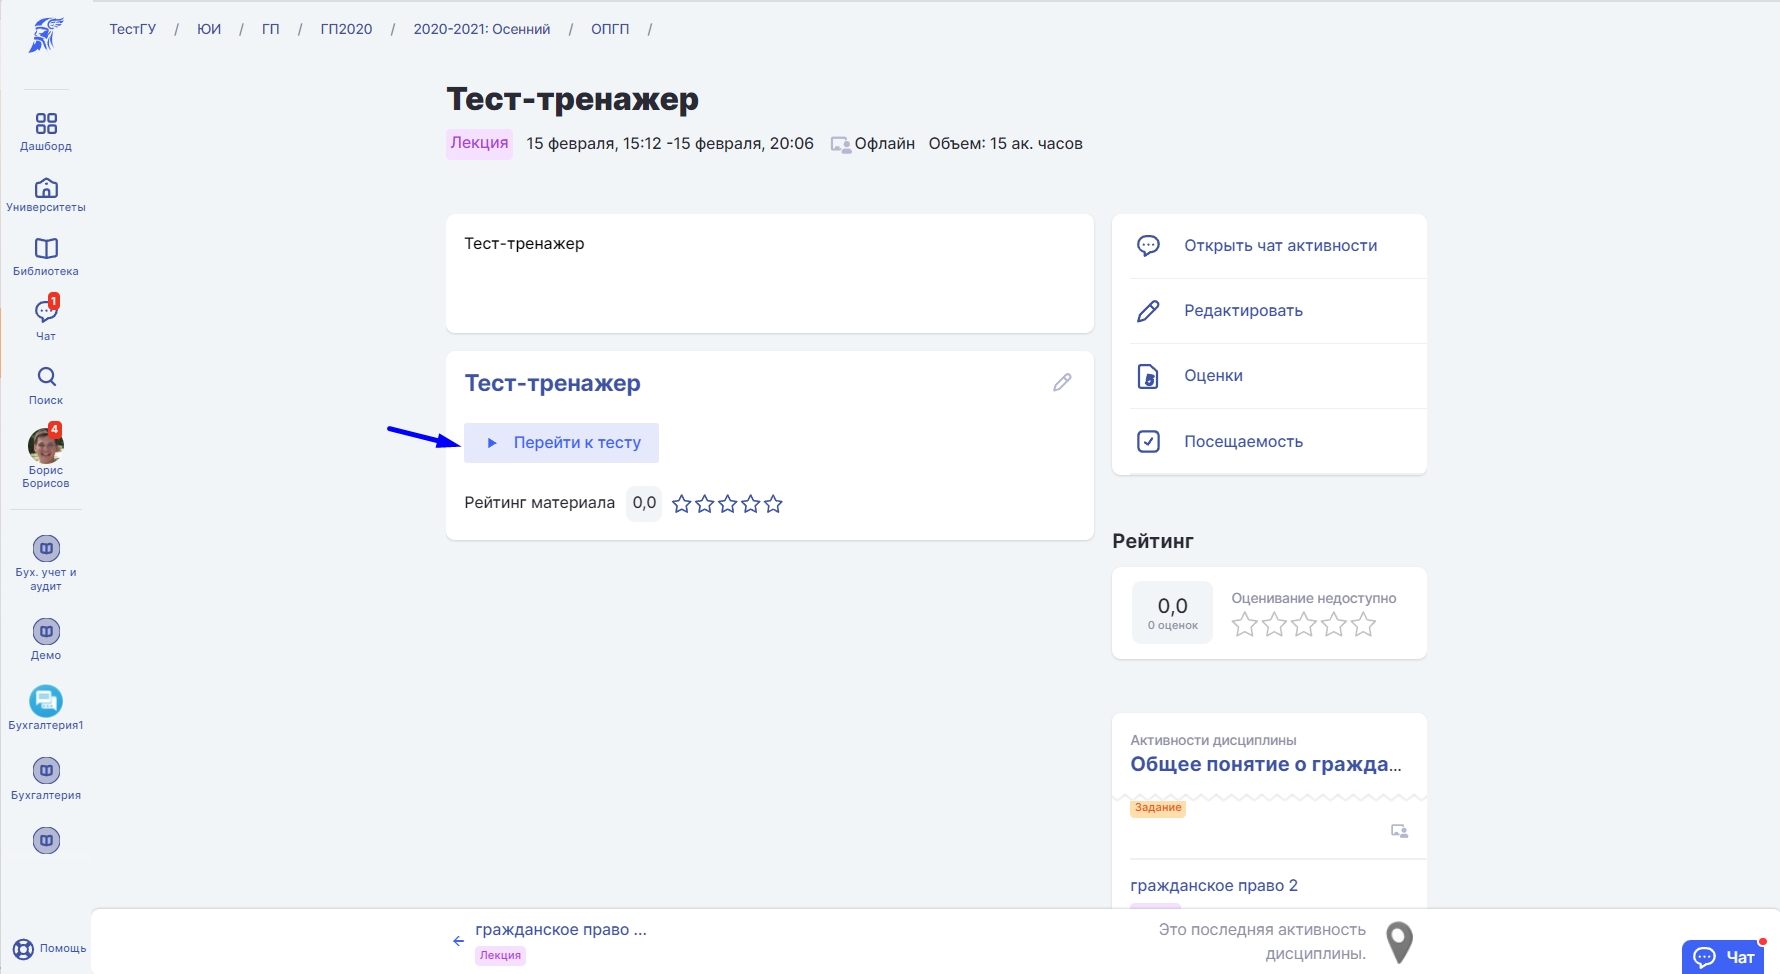 ТестГУ / ЮИ / ГП / ГП2020 / 2020-2021: Осенний / ОПГП /
Дашборд
Университеты
Библиотека
1
Чат
Поиск
4
Борис
Борисов
Бух. учет и
аудит
Демо
Бухгалтерия1
Бухгалтерия
Помощь
Тест-тренажер
Лекция 15 февраля, 15:12 -15 февраля, 20:06 Офлайн Объем: 15 ак. часов
Тест-тренажер
Тест-тренажер
Перейти к тесту
Рейтинг материала 0,0
Открыть чат активности
Редактировать
Оценки
Посещаемость
Рейтинг
0,0
0 оценок
Оценивание недоступно
Активности дисциплины
Общее понятие о гражда...
Задание
гражданское право 2
гражданское право ...
Лекция
Это последняя активность
дисциплины.
Чат